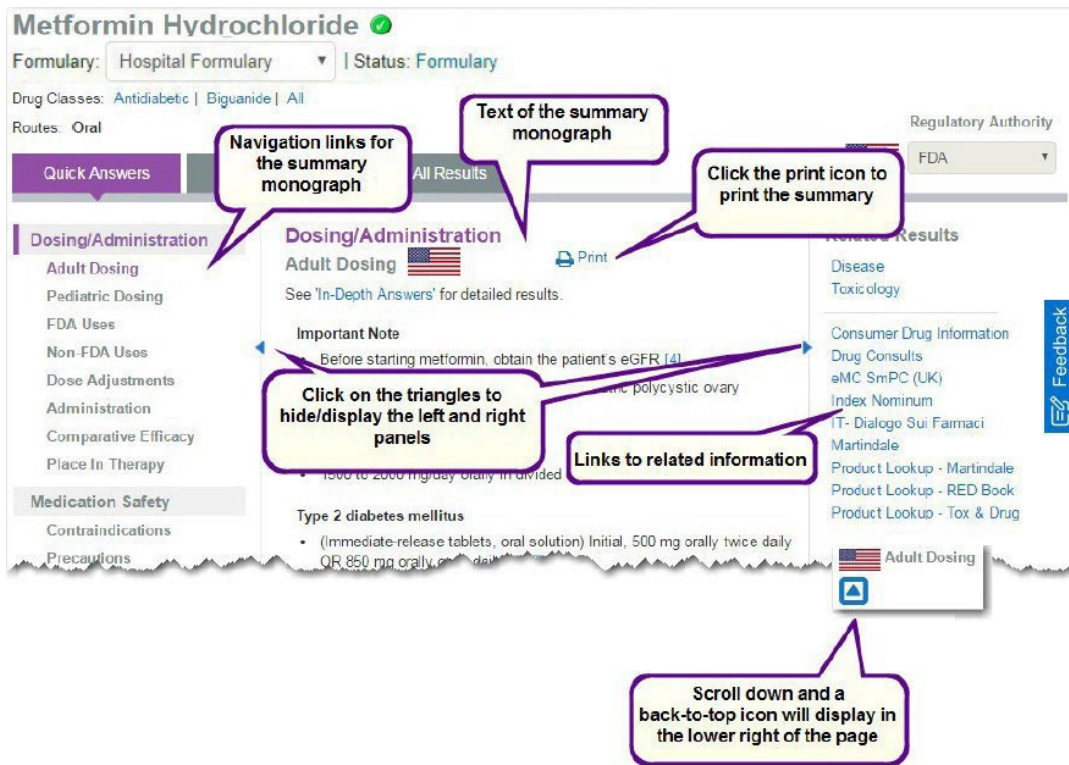 Metformin Hydrochloride
Formulary: Hospital Formulary | Status: Formulary
Drug Classes: Antidiabetic | Biguanide | All
Routes: Oral
Regulatory Authority
FDA
Quick Answers
All Results
Navigation links for
the summary
monograph
Text of the summary
monograph
Click the print icon to
print the summary
Dosing/Administration
Adult Dosing
Pediatric Dosing
FDA Uses
Non-FDA Uses
Dose Adjustments
Administration
Comparative Efficacy
Place In Therapy
Medication Safety
Contraindications
Precautions
Dosing/Administration
Adult Dosing
Print
See 'In-Depth Answers' for detailed results.
Important Note
• Before starting metformin, obtain the patient's eGFR [4]
polycystic ovary
Click on the triangles to
hide/display the left and right
panels
• 1500 to 2000 mg/day orally in divided
Type 2 diabetes mellitus
• (Immediate-release tablets, oral solution) Initial, 500 mg orally twice daily
OR 850 mg orally
Results
Disease
Toxicology
Consumer Drug Information
Drug Consults
eMC SmPC (UK)
Index Nominum
IT- Dialogo Sui Farmaci
Martindale
Product Lookup - Martindale
Product Lookup - RED Book
Product Lookup - Tox & Drug
Links to related information
Feedback
Adult Dosing
Scroll down and a
back-to-top icon will display in
the lower right of the page